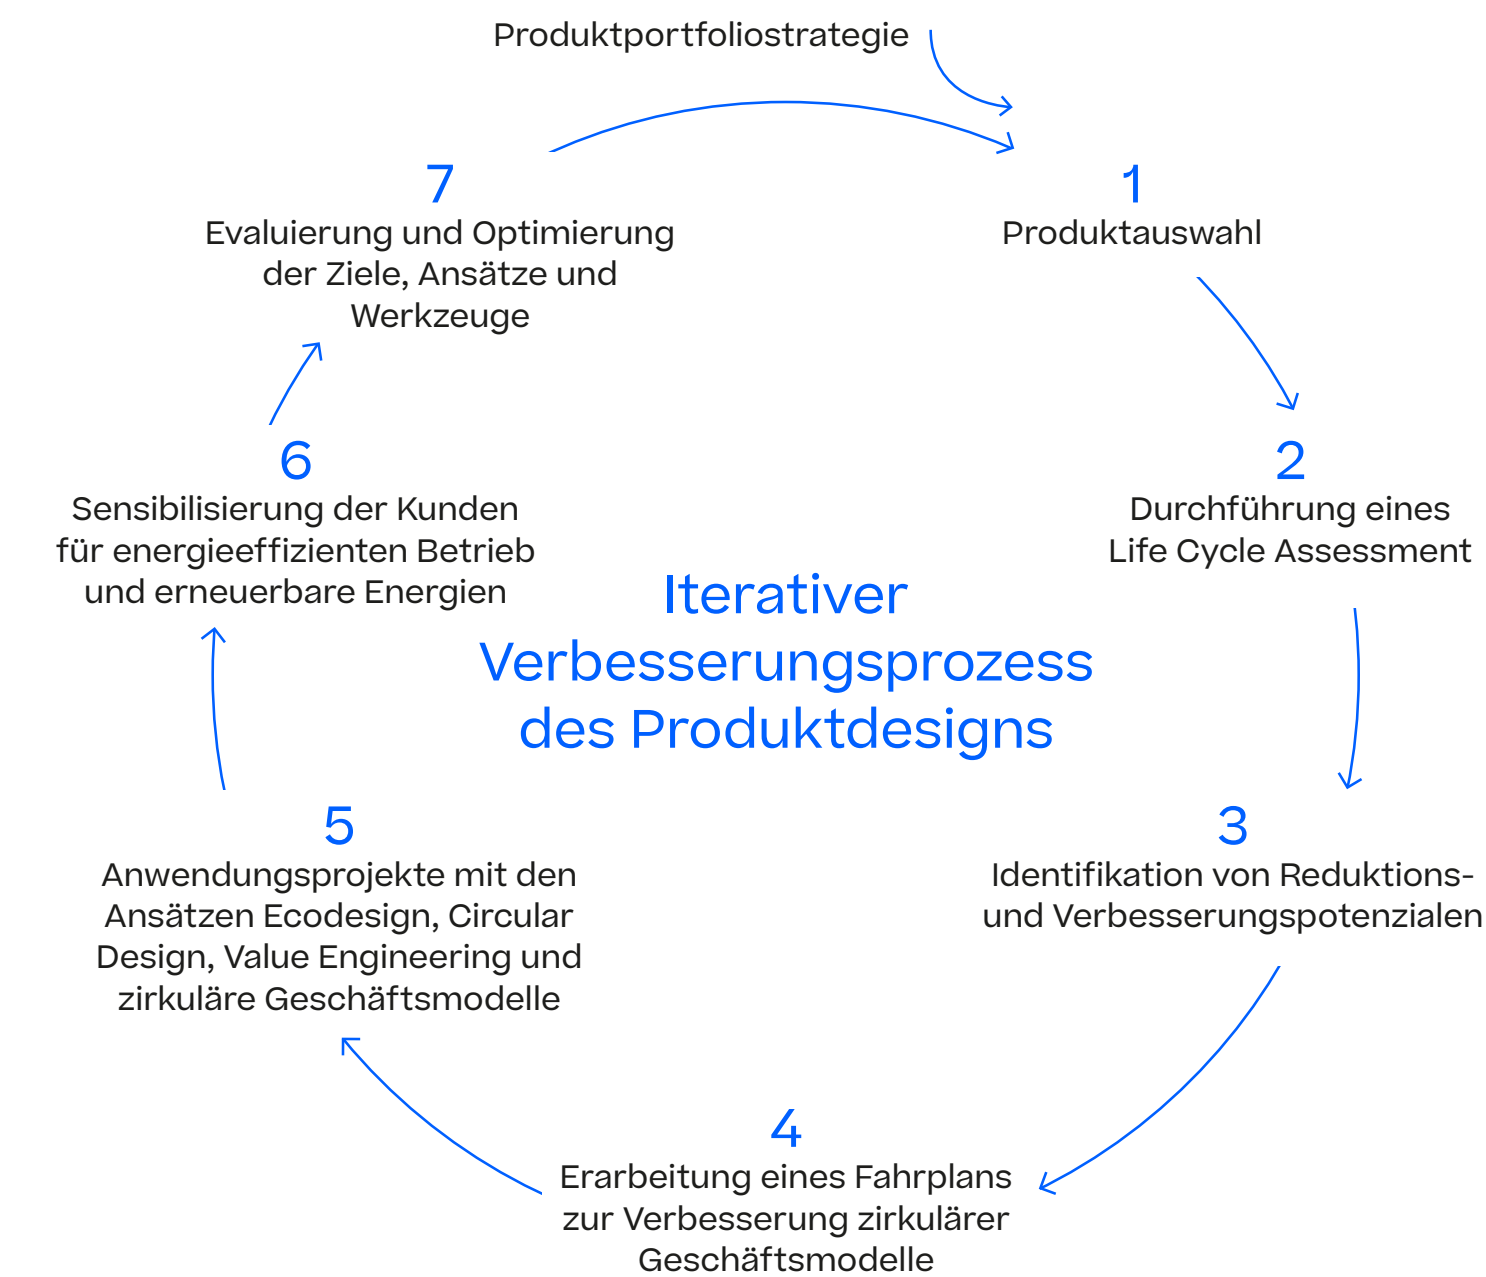 Produktportfoliostrategie
1
Produktauswahl
2
Durchführung eines
Life Cycle Assessment
3
Identifikation von Reduktions-
und Verbesserungspotenzialen
4
Erarbeitung eines Fahrplans
zur Verbesserung zirkulärer
Geschäftsmodelle
5
Anwendungsprojekte mit den
Ansätzen Ecodesign, Circular
Design, Value Engineering und
zirkuläre Geschäftsmodelle
6
Sensibilisierung der Kunden
für energieeffizienten Betrieb
und erneuerbare Energien
7
Evaluierung und Optimierung
der Ziele, Ansätze und
Werkzeuge
Iterativer
Verbesserungsprozess
des Produktdesigns